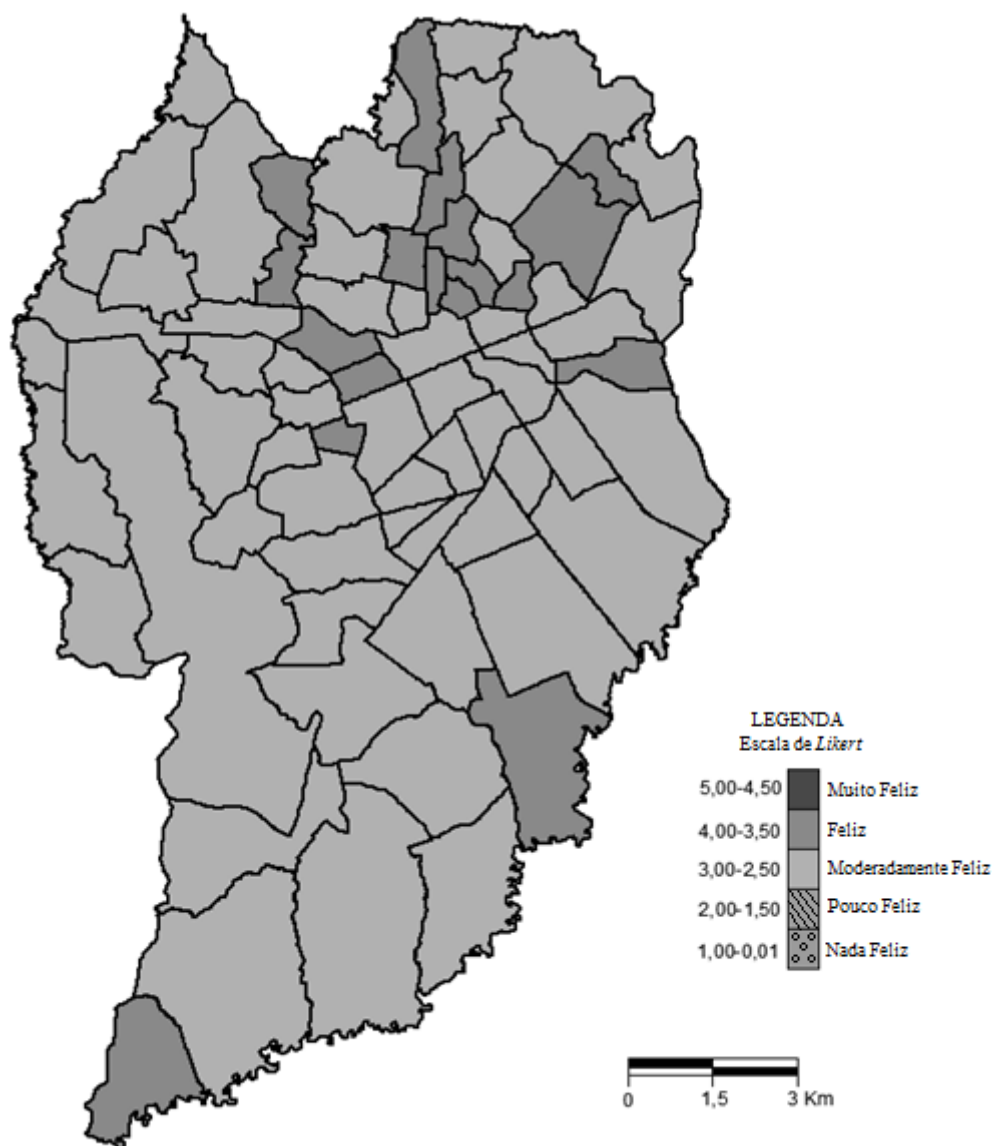 LEGENDA
Escala de Likert
5,00-4,50 Muito Feliz
4,00-3,50 Feliz
3,00-2,50 Moderadamente Feliz
2,00-1,50 Pouco Feliz
1,00-0,01 Nada Feliz
0 1,5 3 Km